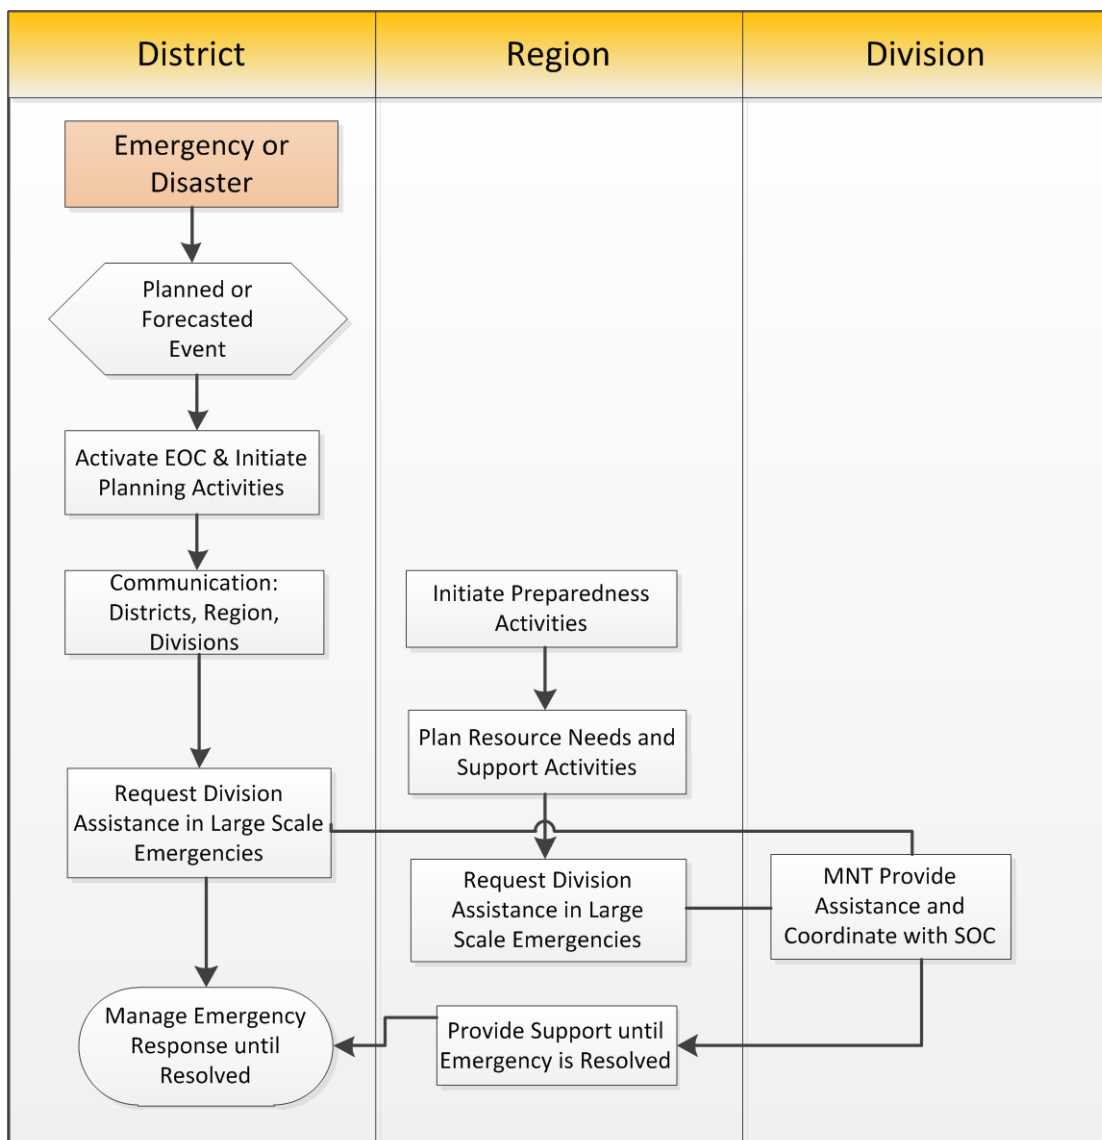 District
Region
Division
Emergency or
Disaster
Planned or
Forecasted
Event
Activate EOC & Initiate
Planning Activities
Communication:
Districts, Region,
Divisions
Initiate Preparedness
Activities
Plan Resource Needs and
Support Activities
Request Division
Assistance in Large Scale
Emergencies
Request Division
Assistance in Large
Scale Emergencies
MNT Provide
Assistance and
Coordinate with SOC
Manage Emergency
Response until
Resolved
Provide Support until
Emergency is Resolved